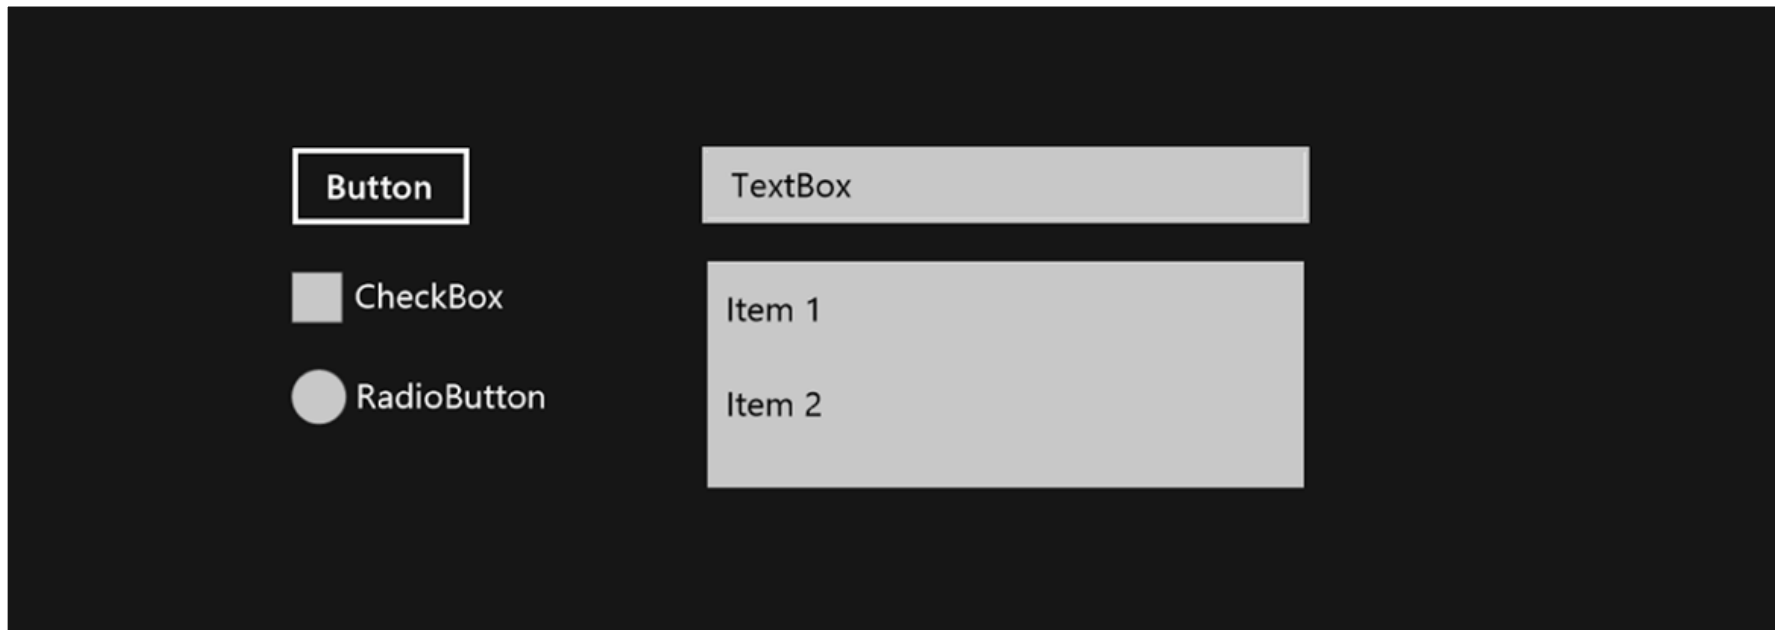 Button
CheckBox
RadioButton
TextBox
Item 1
Item 2